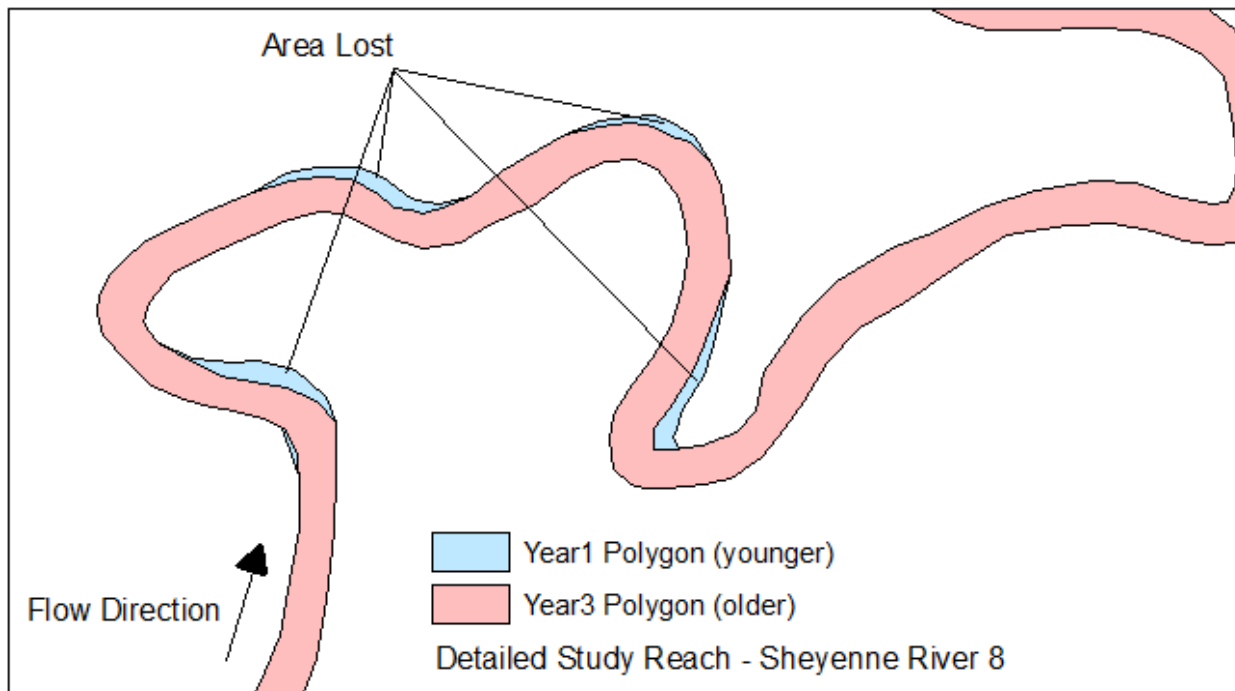 Area Lost
Year1 Polygon (younger)
Year3 Polygon (older)
Flow Direction
Detailed Study Reach - Sheyenne River 8